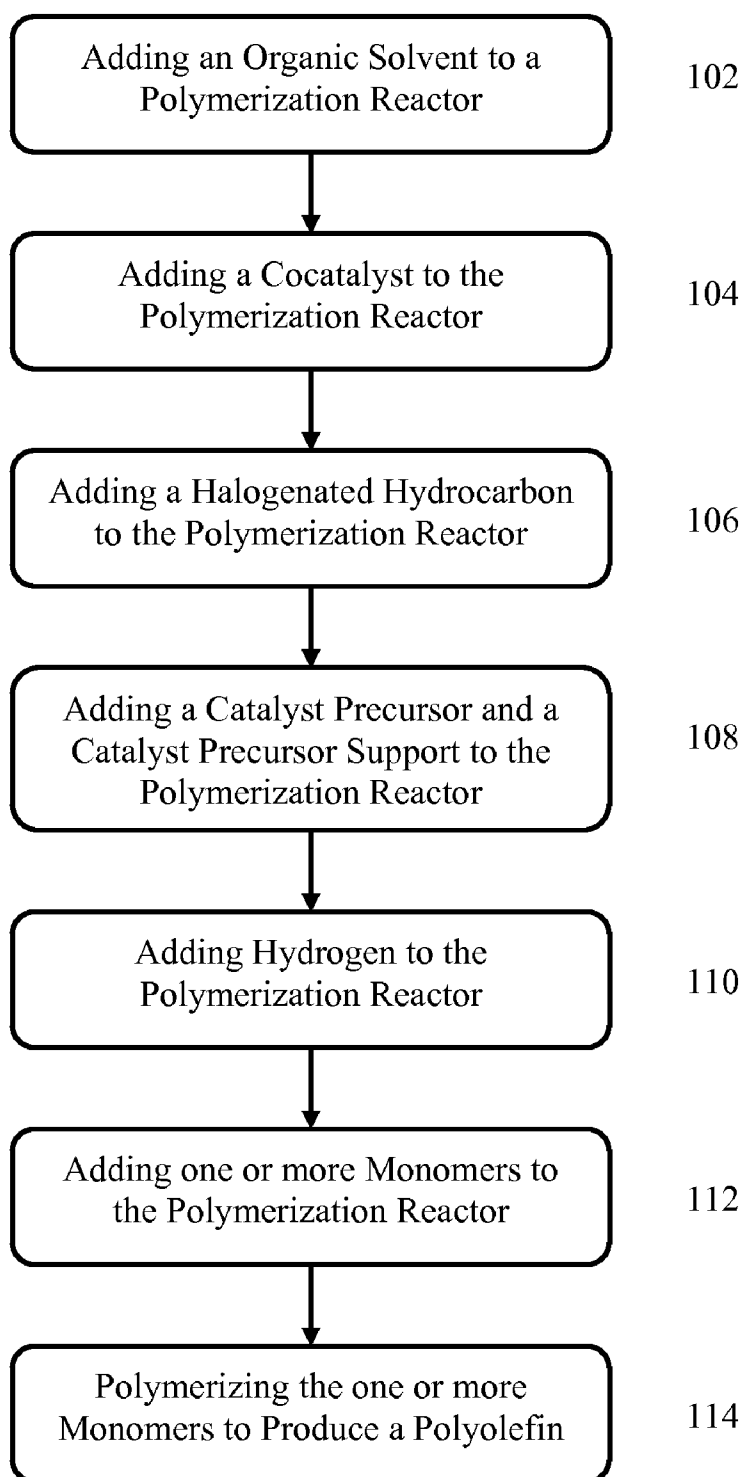 Adding an Organic Solvent to a
Polymerization Reactor
102
Adding a Cocatalyst to the
Polymerization Reactor
104
Adding a Halogenated Hydrocarbon
to the Polymerization Reactor
106
Adding a Catalyst Precursor and a
Catalyst Precursor Support to the
Polymerization Reactor
108
Adding Hydrogen to the
Polymerization Reactor
110
Adding one or more Monomers to
the Polymerization Reactor
112
Polymerizing the one or more
Monomers to Produce a Polyolefin
114